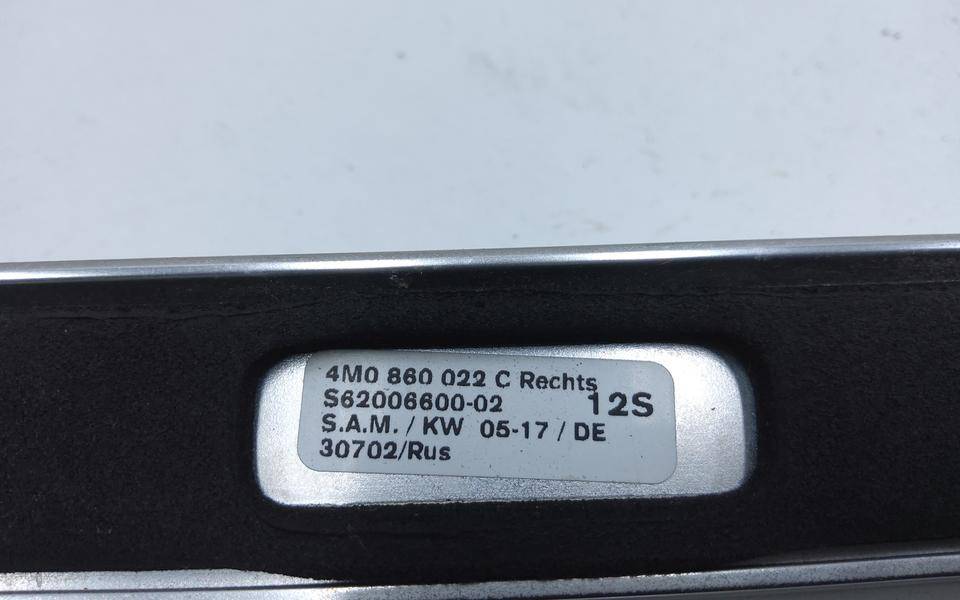 4M0 860 022 C Rechts
S62006600-02 12S
S.A.M. / KW 05-17 / DE
30702/Rus